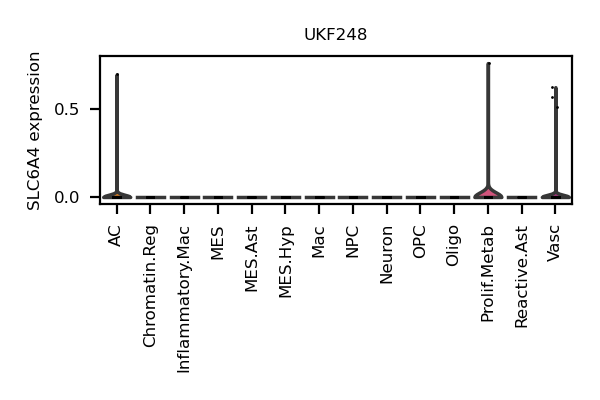 UKF248
SLC6A4 expression
0.5
0.0
AC
Chromatin.Reg
Inflammatory.Mac
MES
MES.Ast
MES.Hyp
Mac
NPC
Neuron
OPC
Oligo
Prolif.Metab
Reactive.Ast
Vasc